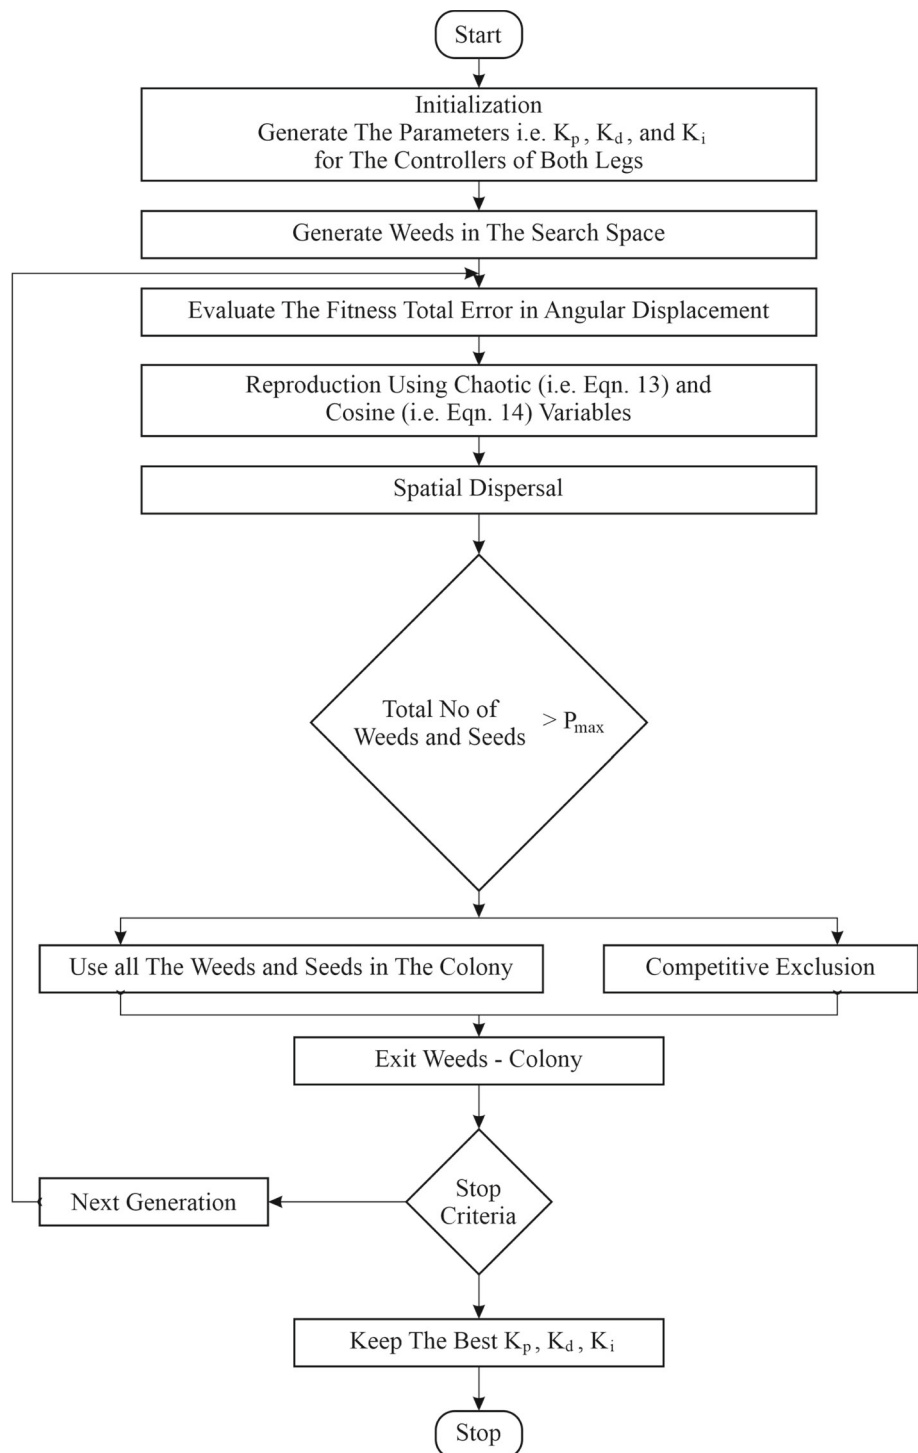 Start
Initialization
Generate The Parameters i.e. Kp, Kd, and Ki
for The Controllers of Both Legs
Generate Weeds in The Search Space
Evaluate The Fitness Total Error in Angular Displacement
Reproduction Using Chaotic (i.e. Eqn. 13) and
Cosine (i.e. Eqn. 14) Variables
Spatial Dispersal
Total No of
Weeds and Seeds > Pmax
Use all The Weeds and Seeds in The Colony
Competitive Exclusion
Exit Weeds - Colony
Stop
Criteria
Next Generation
Keep The Best Kp, Kd, Ki
Stop